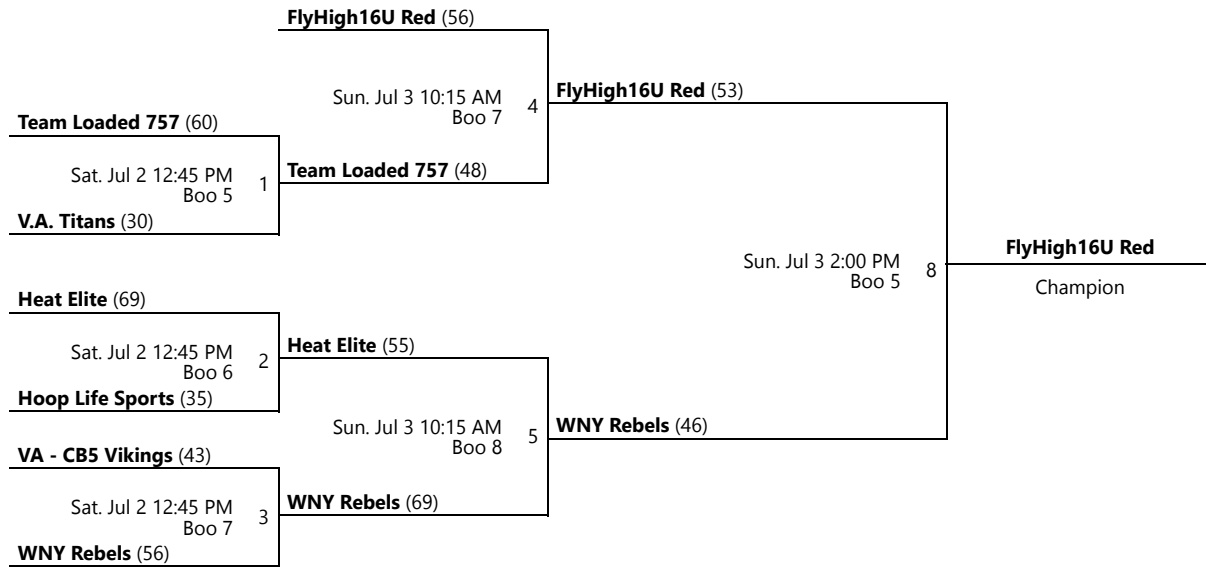 FlyHigh16U Red (56)
Sun. Jul 3 10:15 AM
Boo 7
4
FlyHigh16U Red (53)
Team Loaded 757 (60)
Sat. Jul 2 12:45 PM
Boo 5
1
Team Loaded 757 (48)
V.A. Titans (30)
Sun. Jul 3 2:00 PM
Boo 5
8
FlyHigh16U Red
Champion
Heat Elite (69)
Sat. Jul 2 12:45 PM
Boo 6
2
Heat Elite (55)
Hoop Life Sports (35)
Sun. Jul 3 10:15 AM
Boo 8
5
WNY Rebels (46)
VA - CB5 Vikings (43)
Sat. Jul 2 12:45 PM
Boo 7
3
WNY Rebels (69)
WNY Rebels (56)